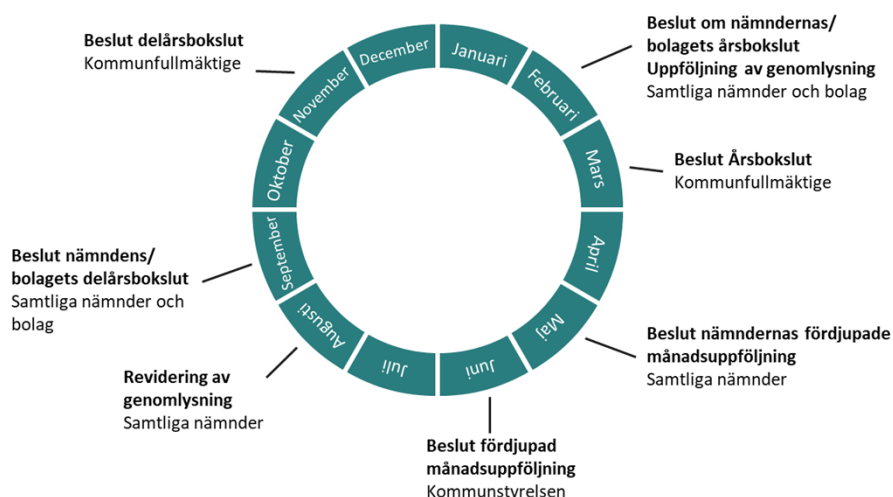 Beslut delårsbokslut
Kommunfullmäktige
Beslut om nämndernas/
bolagets årsbokslut
Uppföljning av genomlysning
Samtliga nämnder och bolag
Januari
Februari
Mars
April
Maj
Juni
Juli
Augusti
September
Oktober
November
December
Beslut Årsbokslut
Kommunfullmäktige
Beslut nämndernas fördjupade
månadsuppföljning
Samtliga nämnder
Beslut fördjupad
månadsuppföljning
Kommunstyrelsen
Revidering av
genomlysning
Samtliga nämnder
Beslut nämndens/
bolagets delårsbokslut
Samtliga nämnder och
bolag